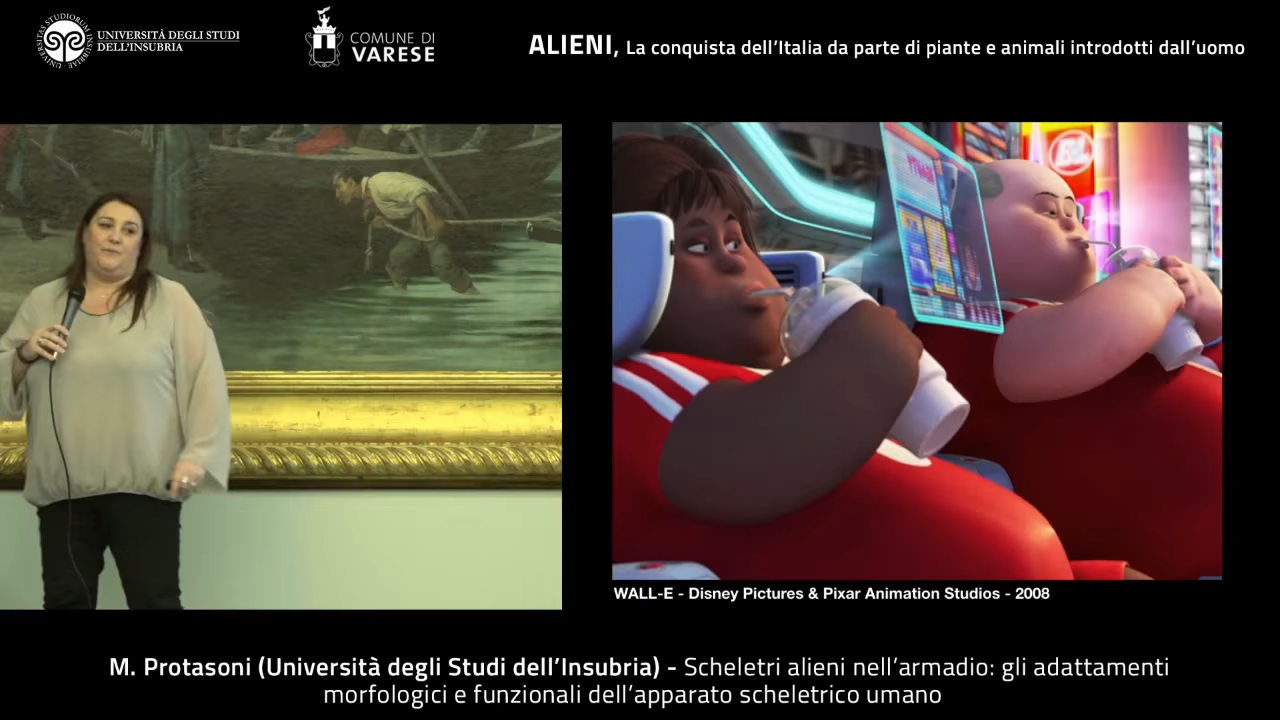 UNIVERSITÀ DEGLI STUDI
DELL'INSUBRIA
COMUNE DI
VARESE
ALIENI, La conquista dell'Italia da parte di piante e animali introdotti dall'uomo
WALL-E - Disney Pictures & Pixar Animation Studios - 2008
M. Protasoni (Università degli Studi dell'Insubria) - Scheletri alieni nell'armadio: gli adattamenti
morfologici e funzionali dell'apparato scheletrico umano